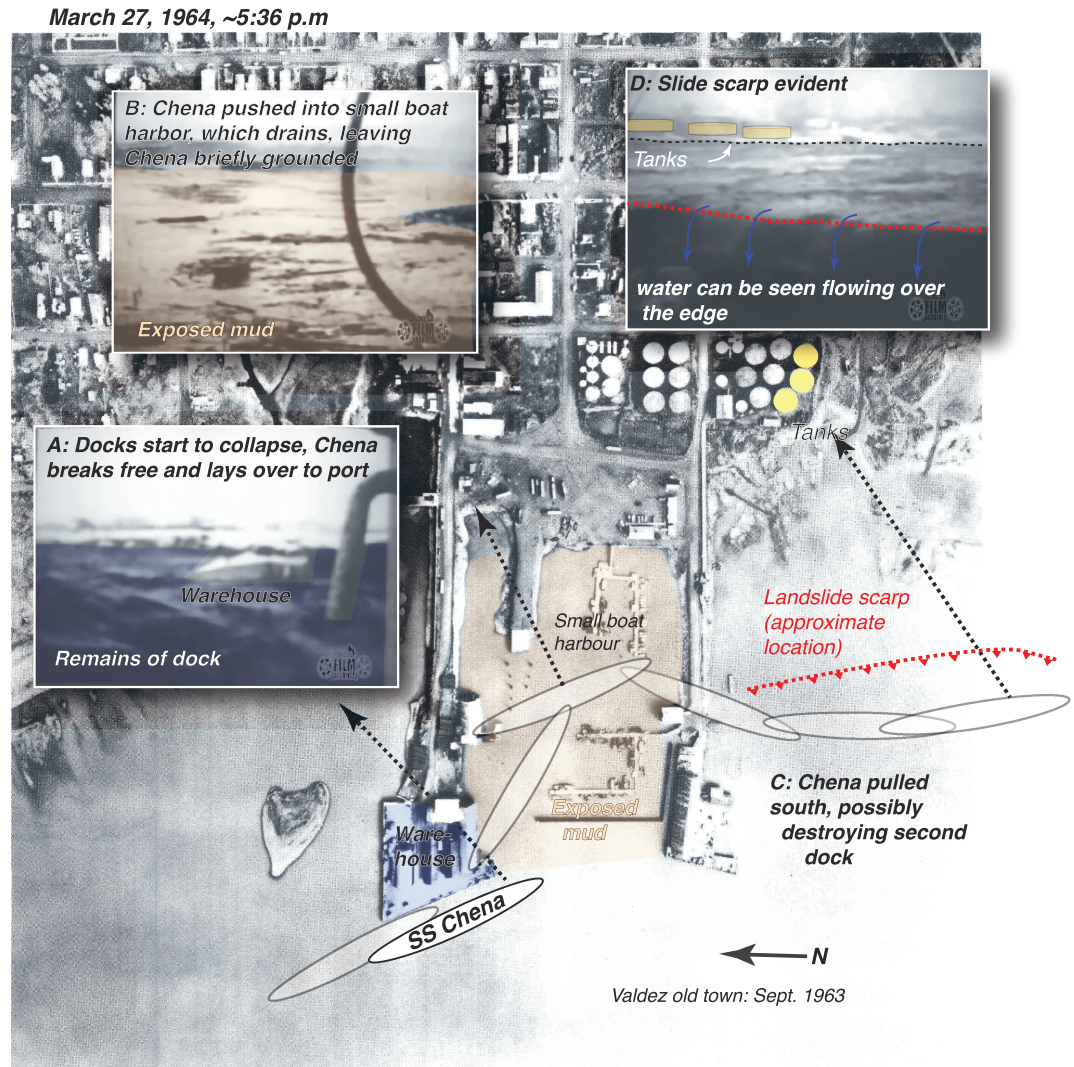 March 27, 1964, ~5:36 p.m
B: Chena pushed into small boat
harbor, which drains, leaving
Chena briefly grounded
Exposed mud
FILM
D: Slide scarp evident
Tanks
water can be seen flowing over
the edge
FILM
Tanks
A: Docks start to collapse, Chena
breaks free and lays over to port
Warehouse
Remains of dock
FILM
Small boat
harbour
Landslide scarp
(approximate
location)
C: Chena pulled
south, possibly
destroying second
dock
Exposed
mud
Ware-
house
SS Chena
N
Valdez old town: Sept. 1963